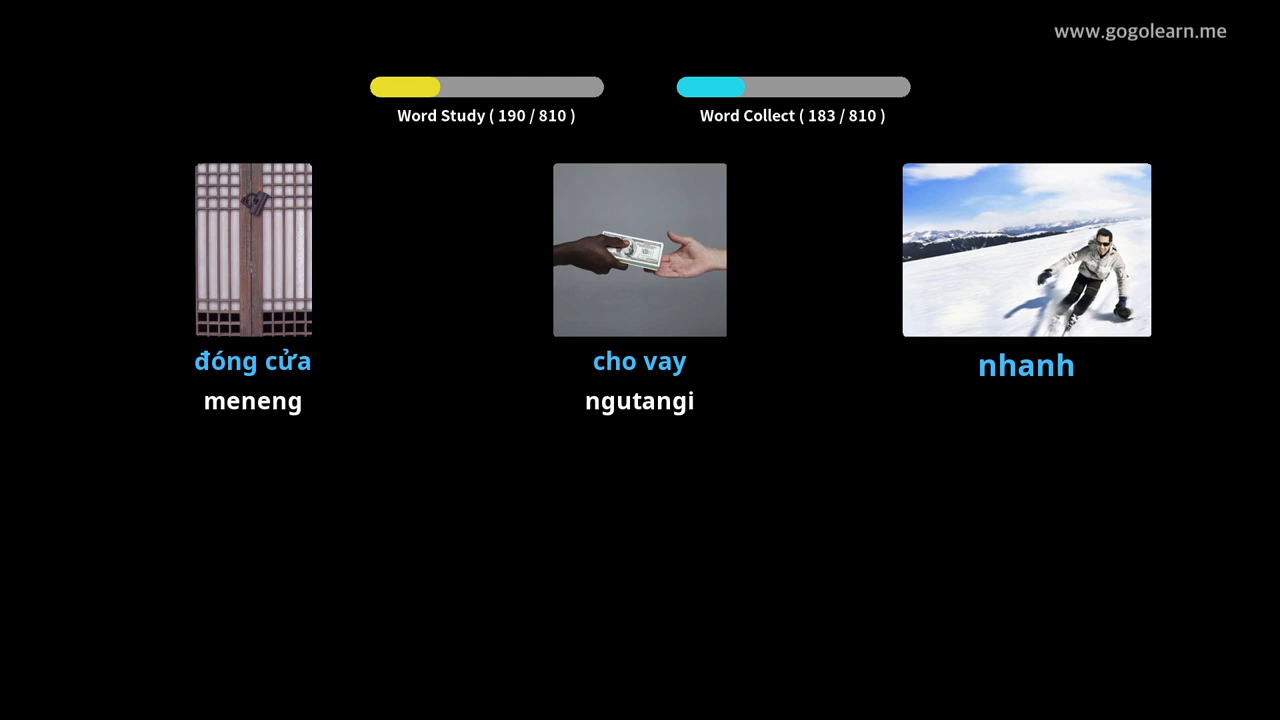 www.gogolearn.me
Word Study ( 190 / 810 )
Word Collect ( 183 / 810 )
đóng cửa
meneng
cho vay
ngutangi
nhanh